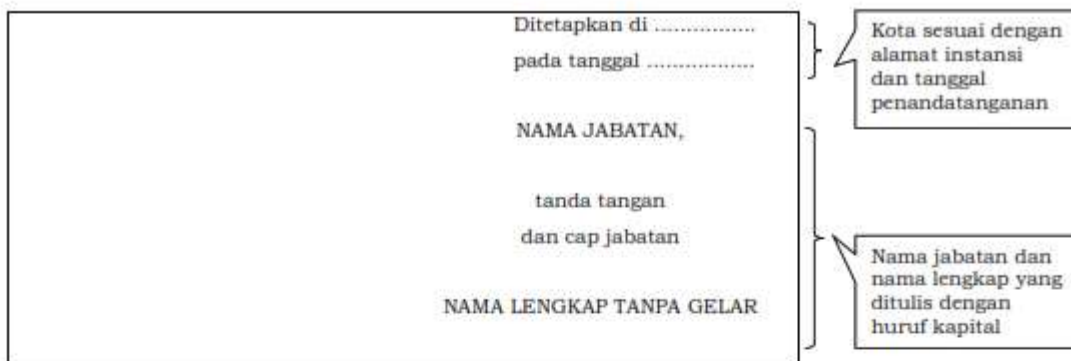 Ditetapkan di ................
pada tanggal .................
Kota sesuai dengan
alamat instansi
dan tanggal
penandatanganan
NAMA JABATAN,
tanda tangan
dan cap jabatan
NAMA LENGKAP TANPA GELAR
Nama jabatan dan
nama lengkap yang
ditulis dengan
huruf kapital